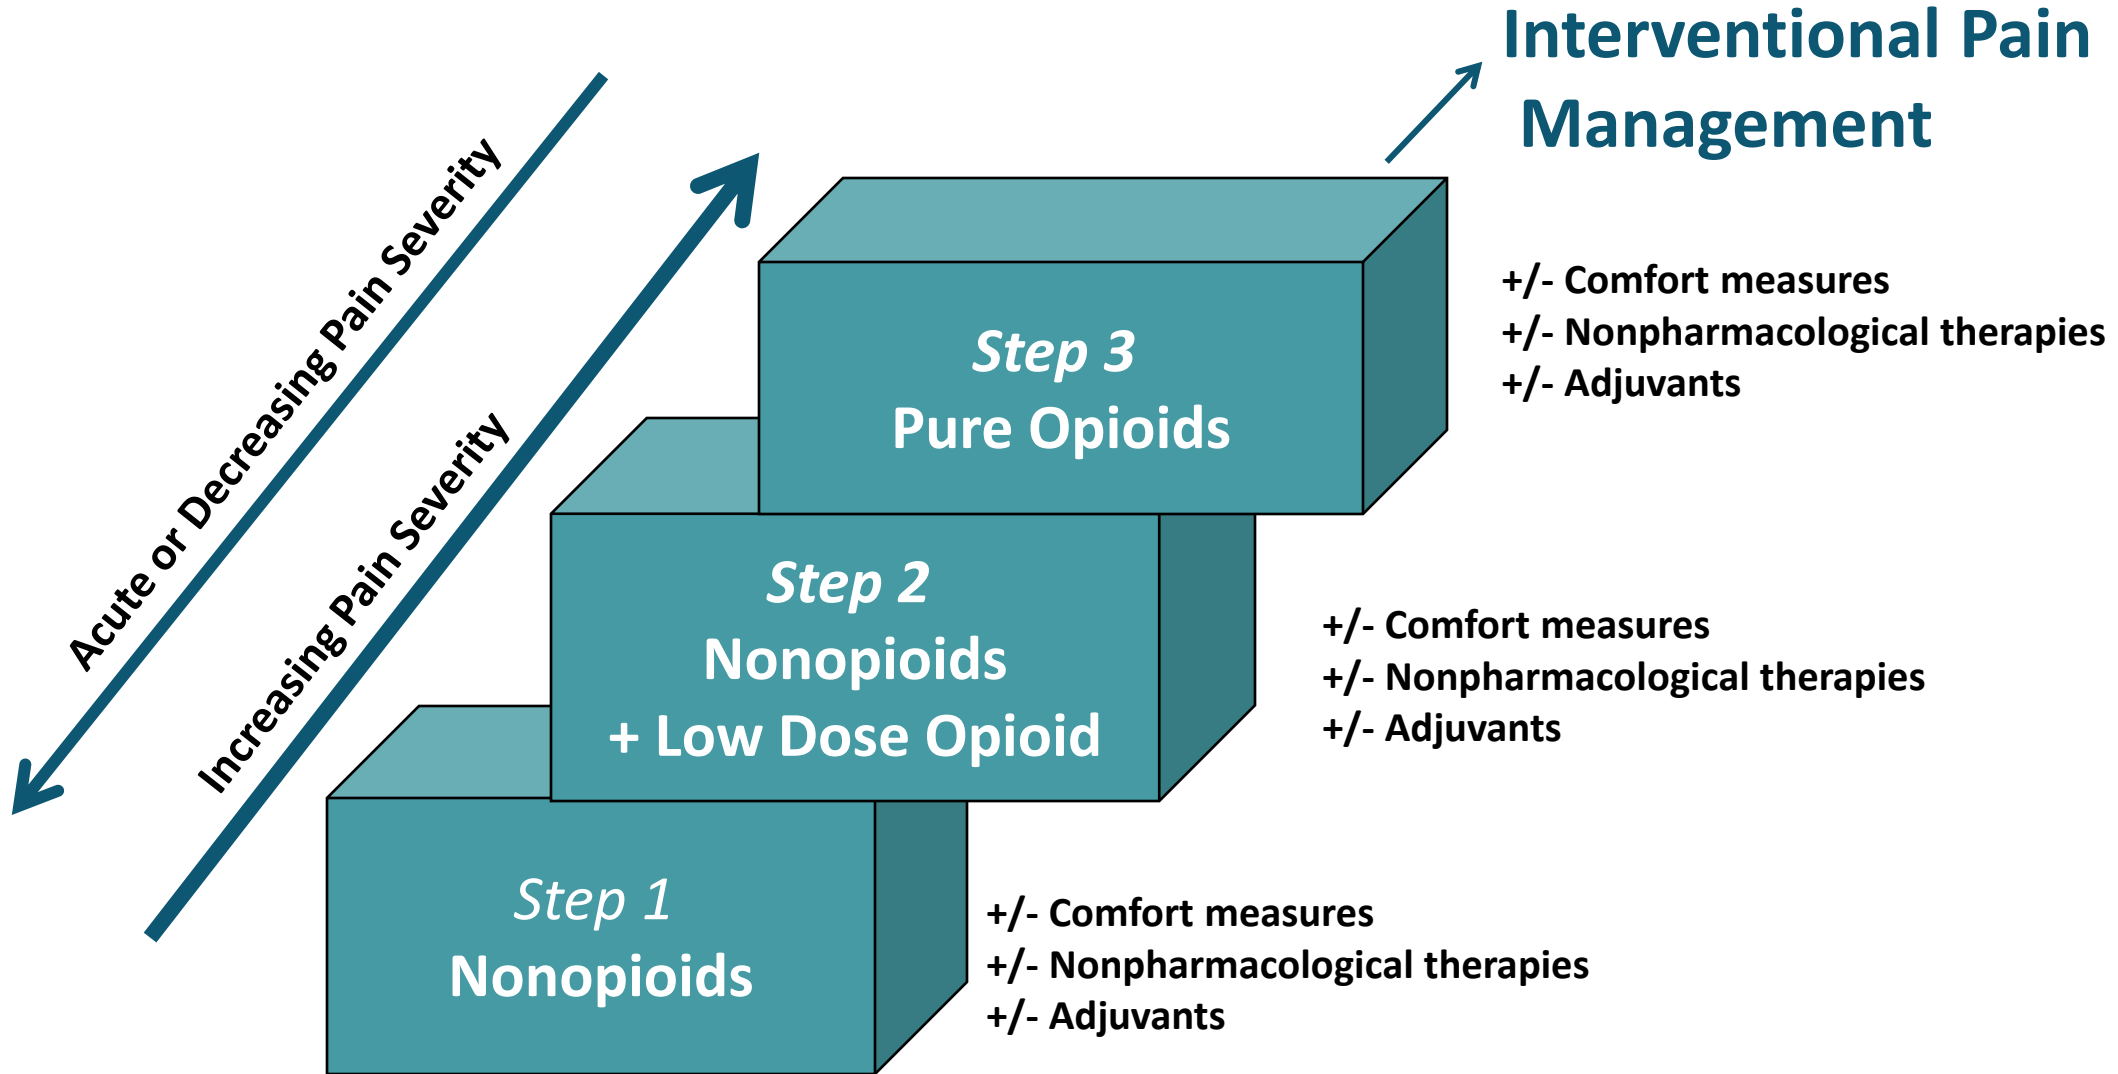 Interventional Pain
Management
Acute or Decreasing Pain Severity
Increasing Pain Severity
Step 3
Pure Opioids
+/- Comfort measures
+/- Nonpharmacological therapies
+/- Adjuvants
Step 2
Nonopioids
+ Low Dose Opioid
+/- Comfort measures
+/- Nonpharmacological therapies
+/- Adjuvants
Step 1
Nonopioids
+/- Comfort measures
+/- Nonpharmacological therapies
+/- Adjuvants